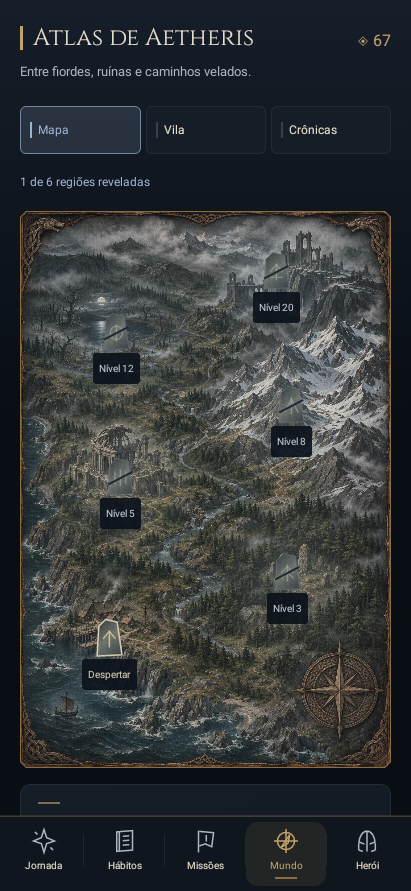 Atlas de Aetheris
67
Entre fiordes, ruínas e caminhos velados.
Mapa
Vila
Crônicas
1 de 6 regiões reveladas
Nível 20
Nível 12
Nível 8
Nível 5
Nível 3
Despertar
Jornada
Hábitos
Missões
Mundo
Herói